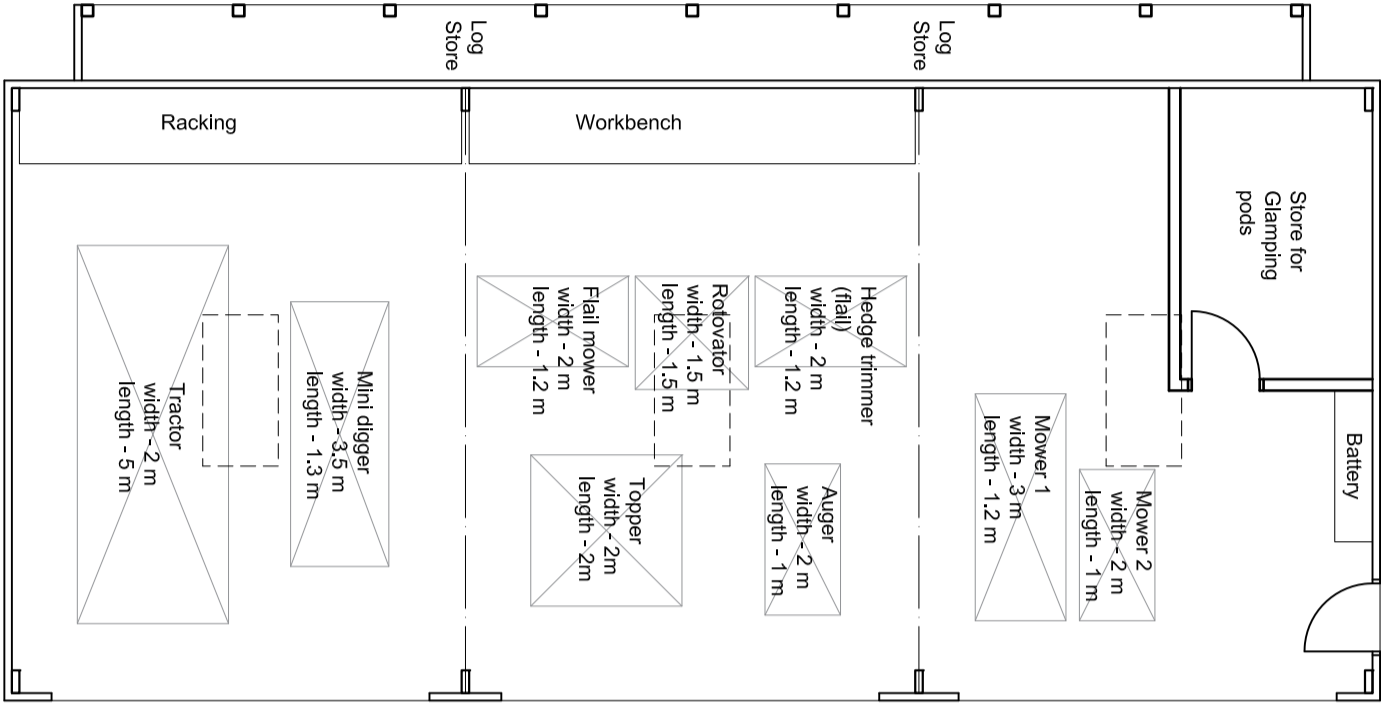 Log
Store
Log
Store
Racking
Workbench
Store for
Glamping
pods
Flail mower
width - 2 m
length - 1.2 m
Rotovator
width - 1.5 m
length - 1.5 m
Hedge trimmer
(flail)
width - 2 m
length - 1.2 m
Tractor
width - 2 m
length - 5 m
Mini digger
width - 3.5 m
length - 1.3 m
Topper
width - 2m
length - 2m
Auger
width - 2 m
length - 1 m
Mower 1
width - 3 m
length - 1.2 m
Mower 2
width - 2 m
length - 1 m
Battery